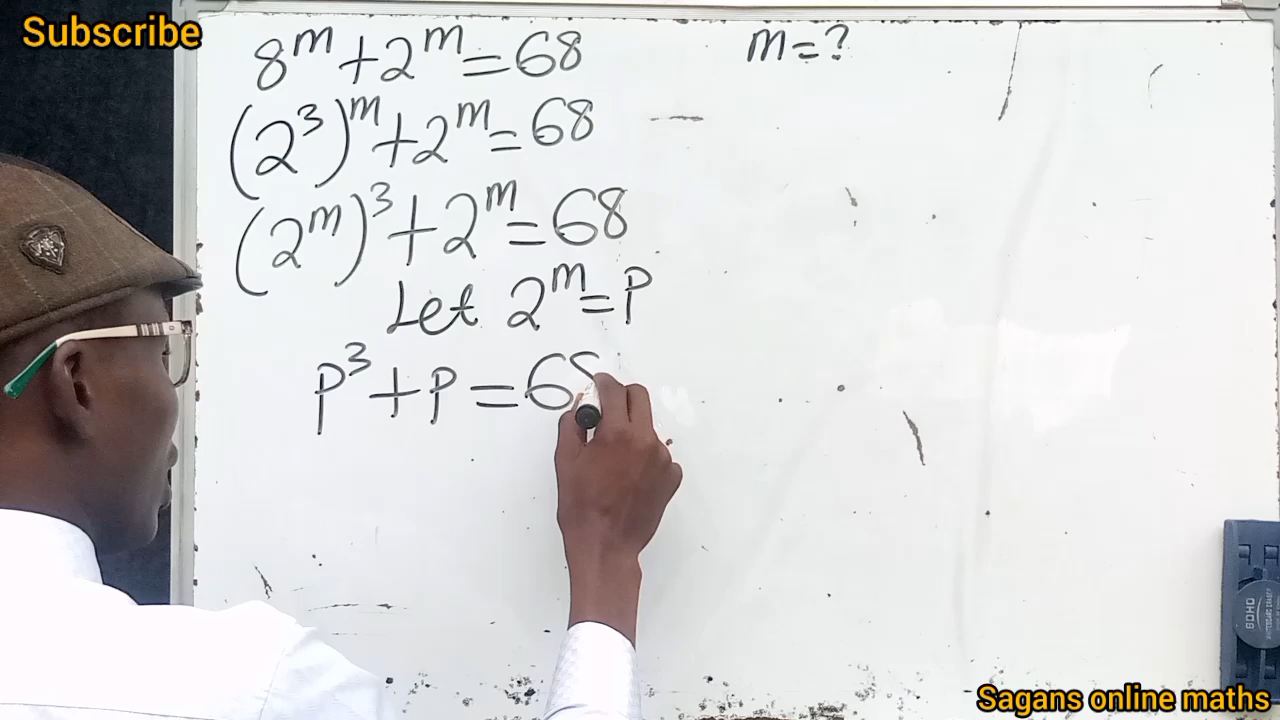 Subscribe
8^m + 2^m = 68
m = ?
(2^3)^m + 2^m = 68
(2^m)^3 + 2^m = 68
Let 2^m = P
P^3 + P = 68
SOHO
Sagans online maths